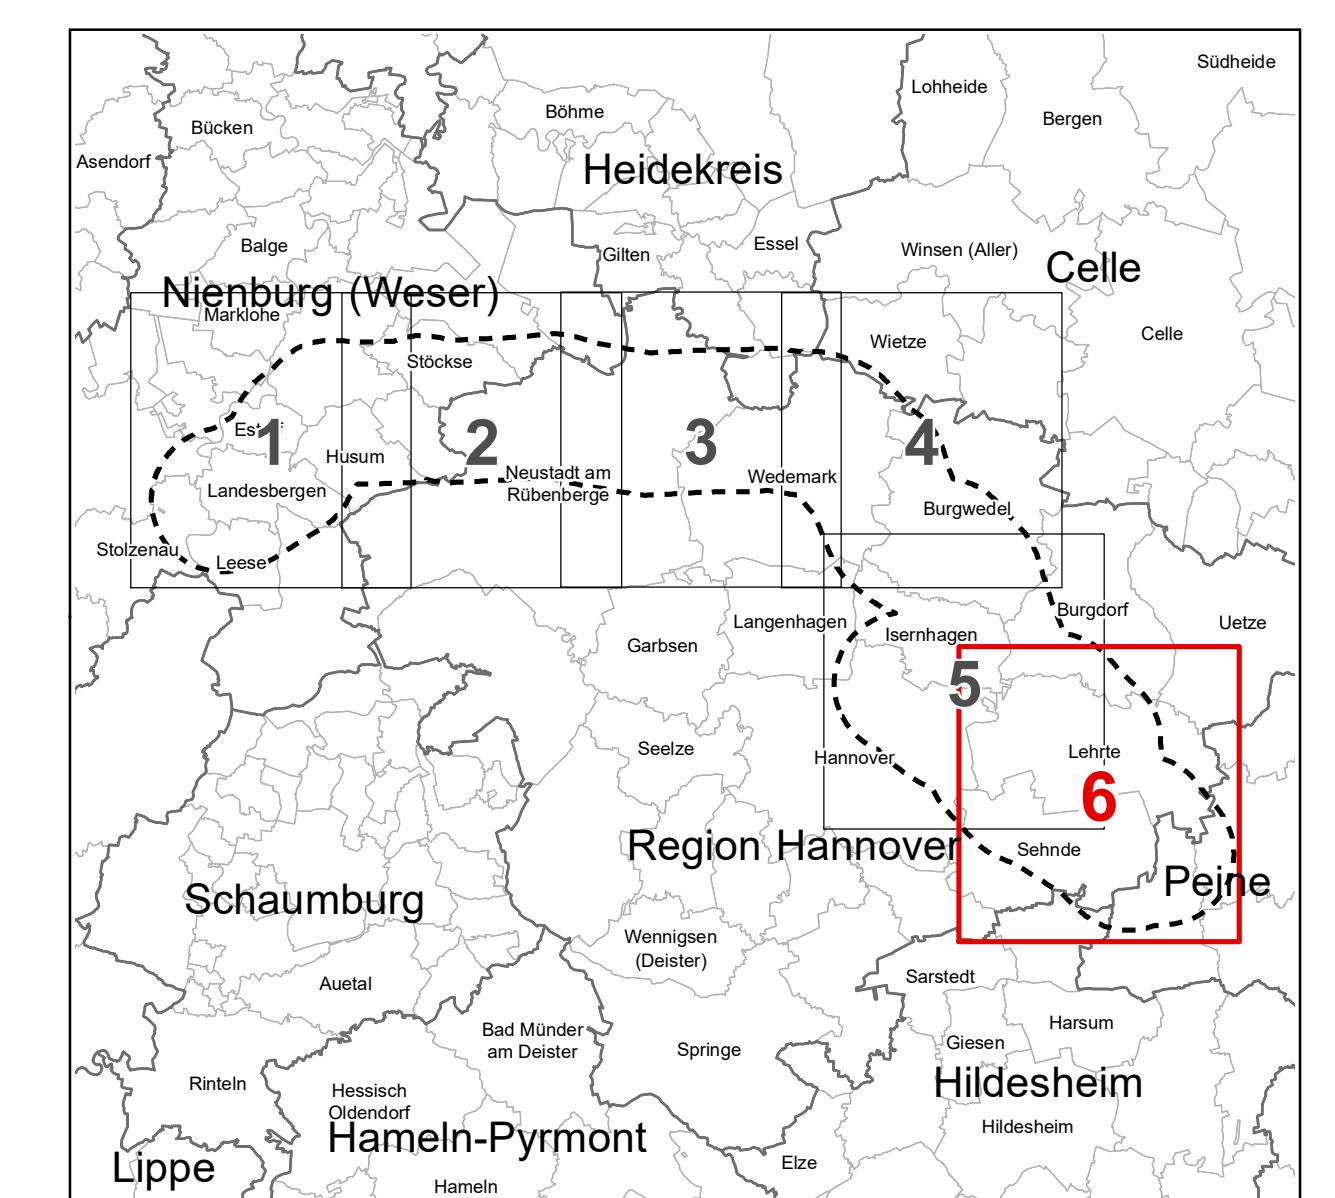 Südheide
Lohheide
Böhme
Bergen
Bücken
Asendorf
Heidekreis
Balge
Gilten
Essel
Winsen (Aller)
Celle
Nienburg (Weser)
Marklohe
Celle
Wietze
Stöckse
1
2
3
4
Husum
Neustadt am
Rübenberge
Wedemark
Landesbergen
Burgwedel
Stolzenau
Leese
Burgdorf
Langenhagen
Uetze
Isernhagen
Garbsen
5
Seelze
Hannover
Lehrte
6
Region Hannover
Sehnde
Peine
Schaumburg
Wennigsen
(Deister)
Sarstedt
Auetal
Harsum
Bad Münder
am Deister
Giesen
Springe
Rinteln
Hildesheim
Hessisch
Oldendorf
Hildesheim
Hameln-Pyrmont
Lippe
Elze
Hameln